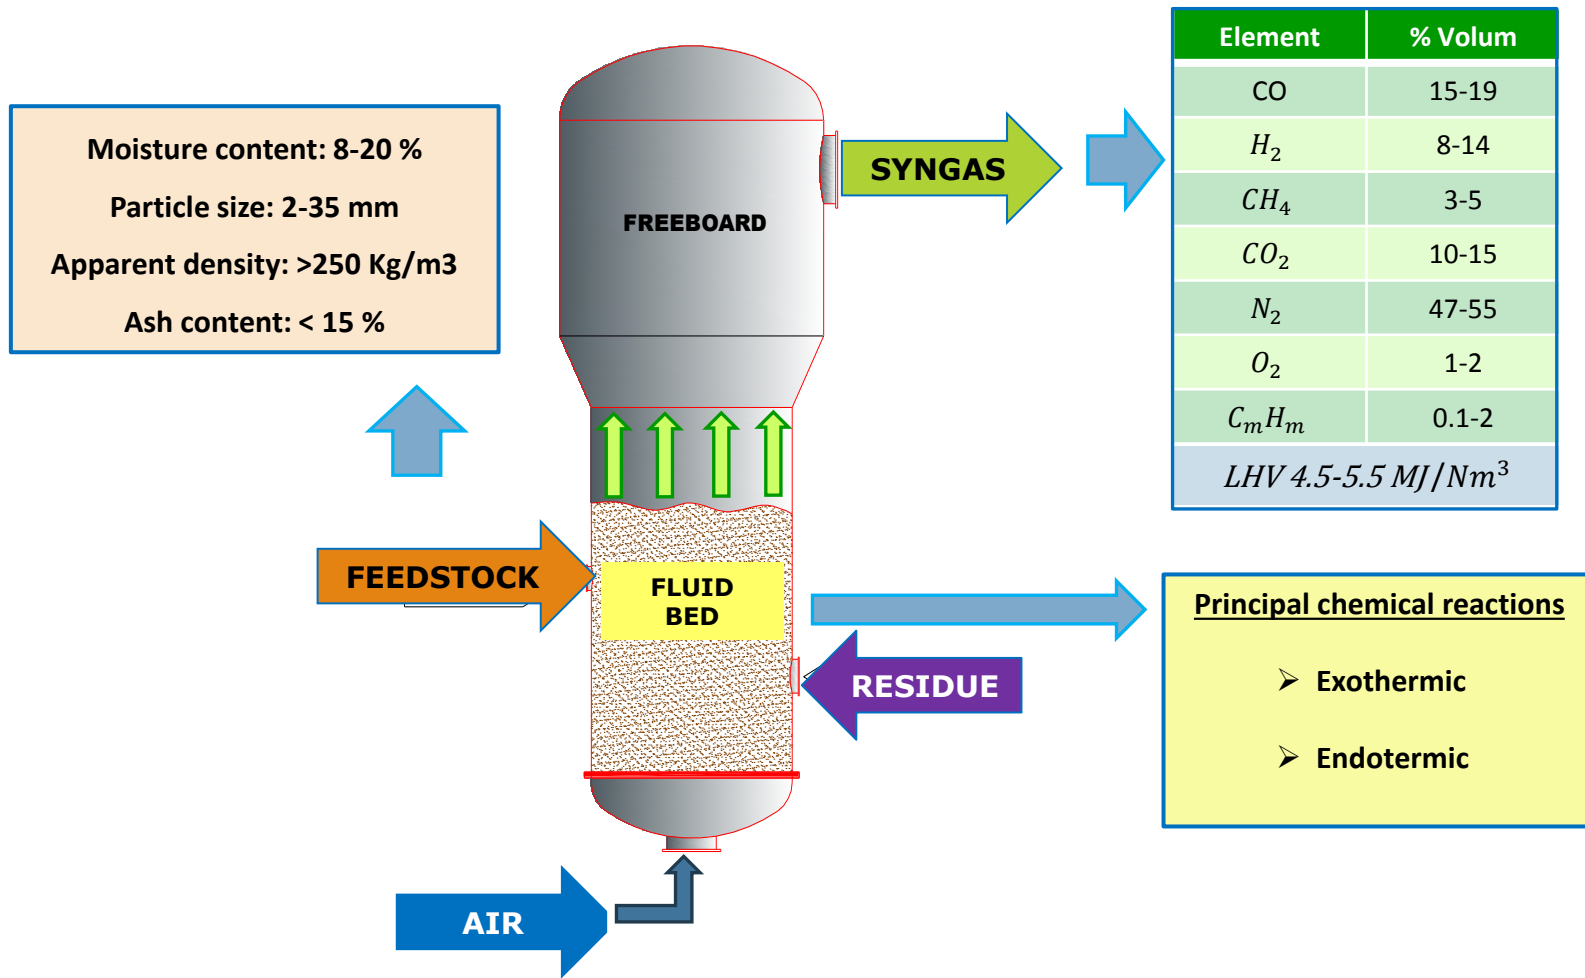 Moisture content: 8-20 %
Particle size: 2-35 mm
Apparent density: >250 Kg/m3
Ash content: < 15 %
FREEBOARD
SYNGAS
Element % Volum
CO 15-19
H₂ 8-14
CH₄ 3-5
CO₂ 10-15
N₂ 47-55
O₂ 1-2
CₘHₘ 0.1-2
LHV 4.5-5.5 MJ/Nm³
FEEDSTOCK
FLUID
BED
RESIDUE
Principal chemical reactions
➢ Exothermic
➢ Endotermic
AIR